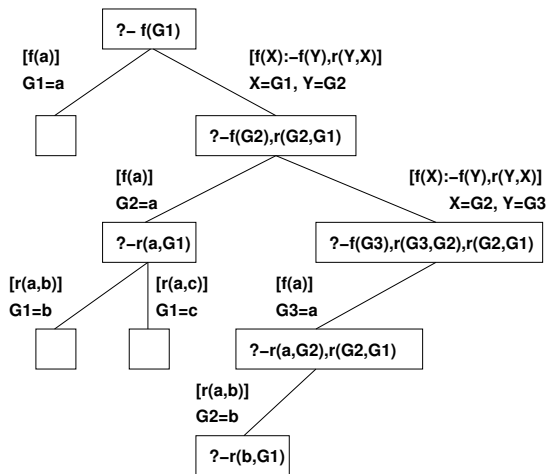 ?– f(G1)
[f(a)]
G1=a
[f(X):–f(Y),r(Y,X)]
X=G1, Y=G2
?–f(G2),r(G2,G1)
[f(a)]
G2=a
[f(X):–f(Y),r(Y,X)]
X=G2, Y=G3
?–r(a,G1)
?–f(G3),r(G3,G2),r(G2,G1)
[r(a,b)]
G1=b
[r(a,c)]
G1=c
[f(a)]
G3=a
?–r(a,G2),r(G2,G1)
[r(a,b)]
G2=b
?–r(b,G1)